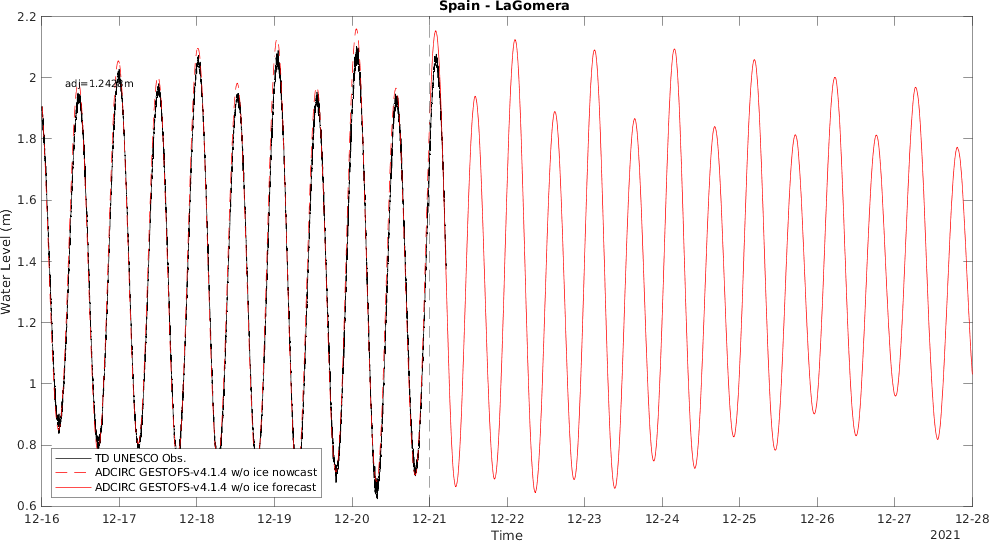 Spain - LaGomera
2.2
2
1.8
1.6
1.4
1.2
1
0.8
0.6
Water Level (m)
adj=1.2428m
TD UNESCO Obs.
ADCIRC GESTOFS-v4.1.4 w/o ice nowcast
ADCIRC GESTOFS-v4.1.4 w/o ice forecast
12-16 12-17 12-18 12-19 12-20 12-21 12-22 12-23 12-24 12-25 12-26 12-27 12-28
Time
2021